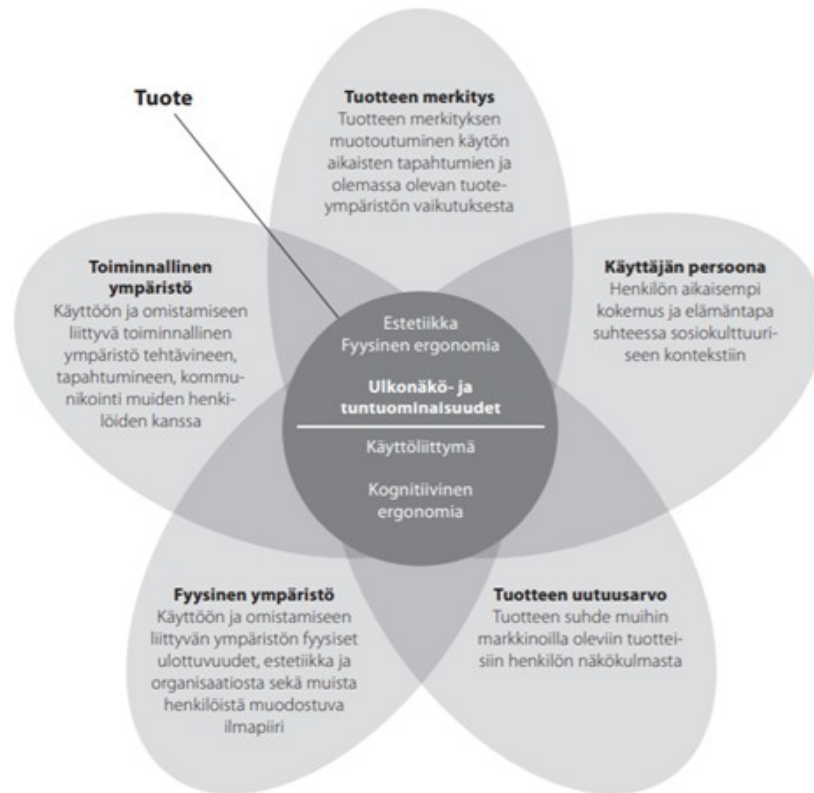 Tuote
Tuotteen merkitys
Tuotteen merkityksen
muotoutuminen käytön
aikaisten tapahtumien ja
olemassa olevan tuote-
ympäristön vaikutuksesta
Toiminnallinen
ympäristö
Käyttöön ja omistamiseen
liittyvä toiminnallinen
ympäristö tehtävineen,
tapahtumineen, kommu-
nikointi muiden henki-
löiden kanssa
Käyttäjän persoona
Henkilön aikaisempi
kokemus ja elämäntapa
suhteessa sosiokulttuuri-
seen kontekstiin
Estetiikka
Fyysinen ergonomia
Ulkonäkö- ja
tuntuominaisuudet
Käyttöliittymä
Kognitiivinen
ergonomia
Fyysinen ympäristö
Käyttöön ja omistamiseen
liittyvän ympäristön fyysiset
ulottuvuudet, estetiikka ja
organisaatiosta sekä muista
henkilöistä muodostuva
ilmapiiri
Tuotteen uutuusarvo
Tuotteen suhde muihin
markkinoilla oleviin tuottei-
siin henkilön näkökulmasta